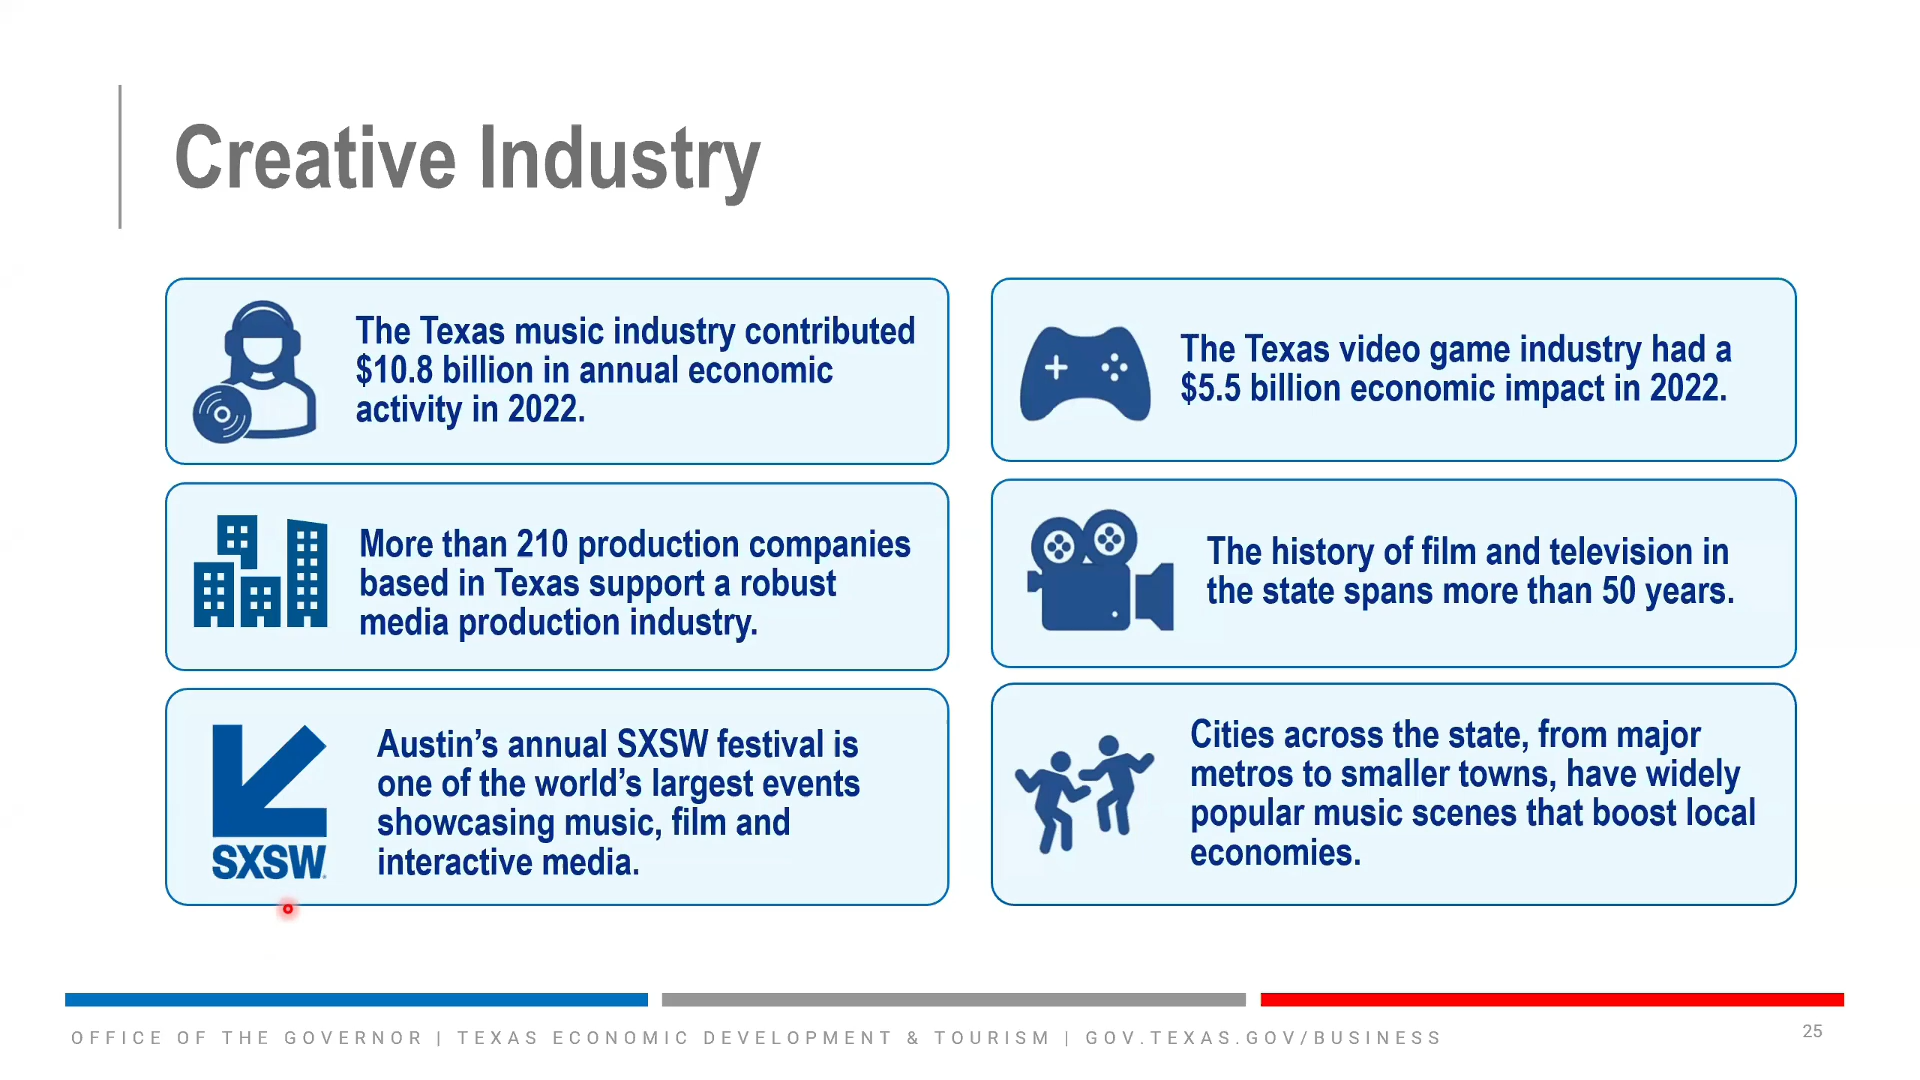 Creative Industry
The Texas music industry contributed
$10.8 billion in annual economic
activity in 2022.
The Texas video game industry had a
$5.5 billion economic impact in 2022.
More than 210 production companies
based in Texas support a robust
media production industry.
The history of film and television in
the state spans more than 50 years.
SXSW
Austin’s annual SXSW festival is
one of the world’s largest events
showcasing music, film and
interactive media.
Cities across the state, from major
metros to smaller towns, have widely
popular music scenes that boost local
economies.
OFFICE OF THE GOVERNOR | TEXAS ECONOMIC DEVELOPMENT & TOURISM | GOV.TEXAS.GOV/BUSINESS
25